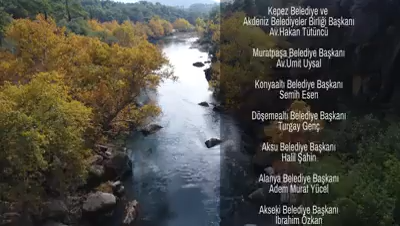 Kepez Belediye ve
Akdeniz Belediyeler Birliği Başkanı
Av.Hakan Tütüncü
Muratpaşa Belediye Başkanı
Av.Ümit Uysal
Konyaaltı Belediye Başkanı
Semih Esen
Döşemealtı Belediye Başkanı
Turgay Genç
Aksu Belediye Başkanı
Halil Şahin
Alanya Belediye Başkanı
Adem Murat Yücel
Akseki Belediye Başkanı
İbrahim Özkan